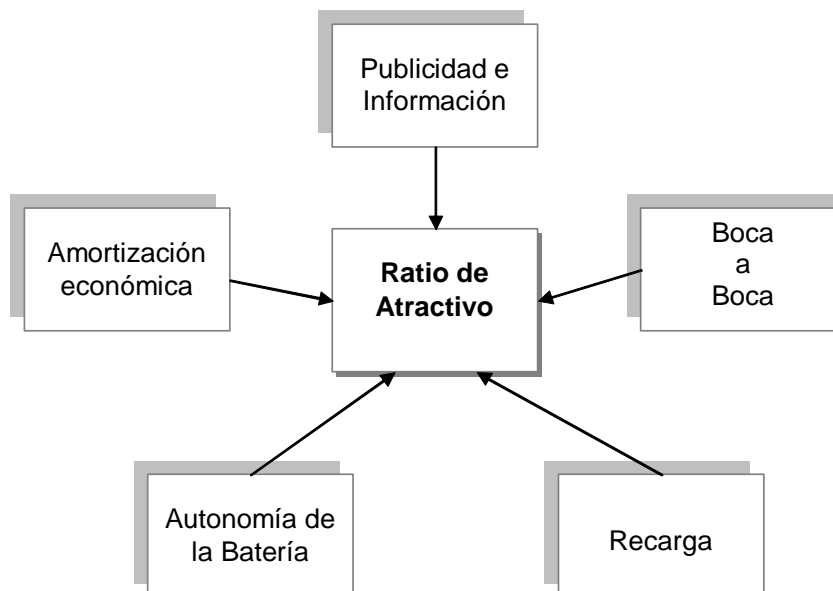 Publicidad e
Información
Amortización
económica
Ratio de
Atractivo
Boca
a
Boca
Autonomía de
la Batería
Recarga